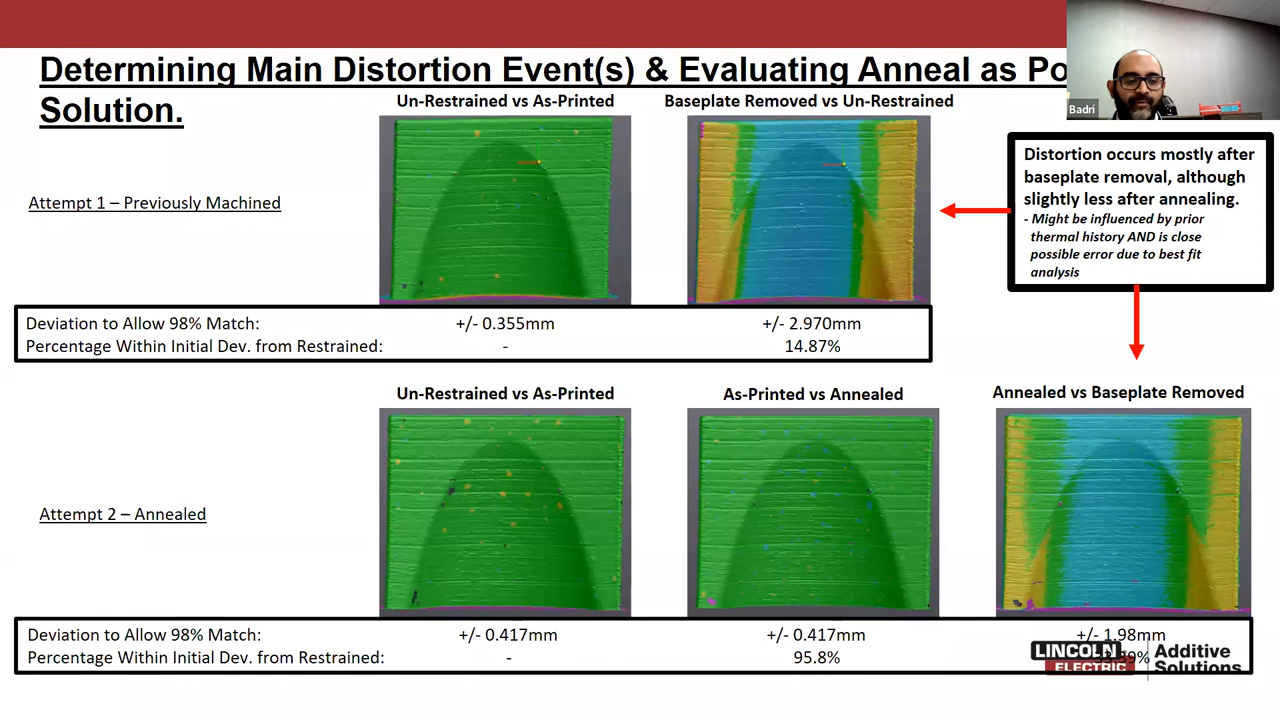 Determining Main Distortion Event(s) & Evaluating Anneal as Po
Solution.
Badri
Un-Restrained vs As-Printed
Baseplate Removed vs Un-Restrained
Attempt 1 – Previously Machined
Distortion occurs mostly after
baseplate removal, although
slightly less after annealing.
- Might be influenced by prior
thermal history AND is close
possible error due to best fit
analysis
Deviation to Allow 98% Match: +/- 0.355mm +/- 2.970mm
Percentage Within Initial Dev. from Restrained: - 14.87%
Un-Restrained vs As-Printed
As-Printed vs Annealed
Annealed vs Baseplate Removed
Attempt 2 – Annealed
Deviation to Allow 98% Match: +/- 0.417mm +/- 0.417mm +/- 1.98mm
Percentage Within Initial Dev. from Restrained: - 95.8%
LINCOLN
ELECTRIC
Additive
Solutions